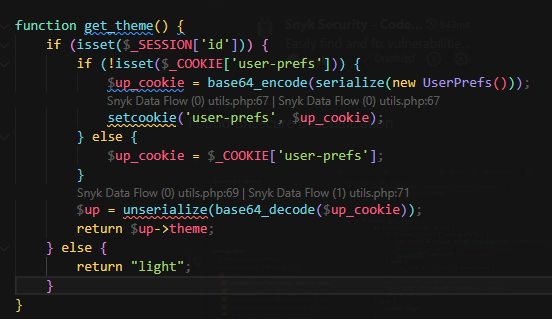 function get_theme() {
if (isset($_SESSION['id'])) {
if (!isset($_COOKIE['user-prefs'])) {
$up_cookie = base64_encode(serialize(new UserPrefs()));
Snyk Data Flow (0) utils.php:67 | Snyk Data Flow (0) utils.php:67
setcookie('user-prefs', $up_cookie);
} else {
$up_cookie = $_COOKIE['user-prefs'];
}
Snyk Data Flow (0) utils.php:69 | Snyk Data Flow (1) utils.php:71
$up = unserialize(base64_decode($up_cookie));
return $up->theme;
} else {
return "light";
}
}